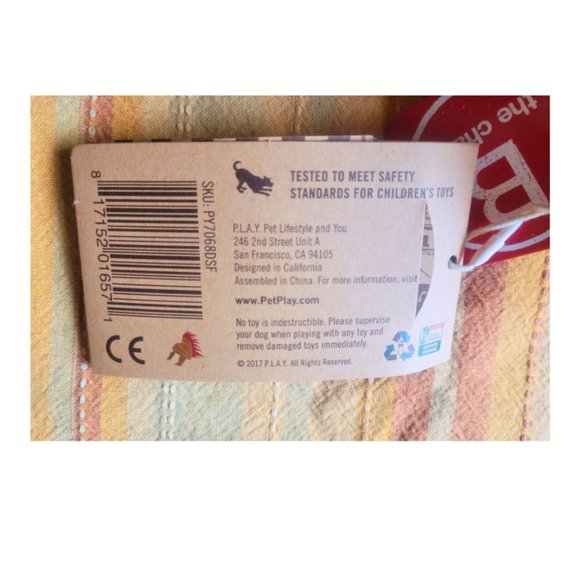 TESTED TO MEET SAFETY
STANDARDS FOR CHILDREN'S TOYS
P.L.A.Y. Pet Lifestyle and You
246 2nd Street Unit A
San Francisco, CA 94105
Designed in California
Assembled in China. For more information, visit
www.PetPlay.com
No toy is indestructible. Please supervise
your dog when playing with any toy and
remove damaged toys immediately.
© 2017 P.L.A.Y. All Rights Reserved.
SKU: PY7068DSF
8 17152 01657 1
CE
the cha
B